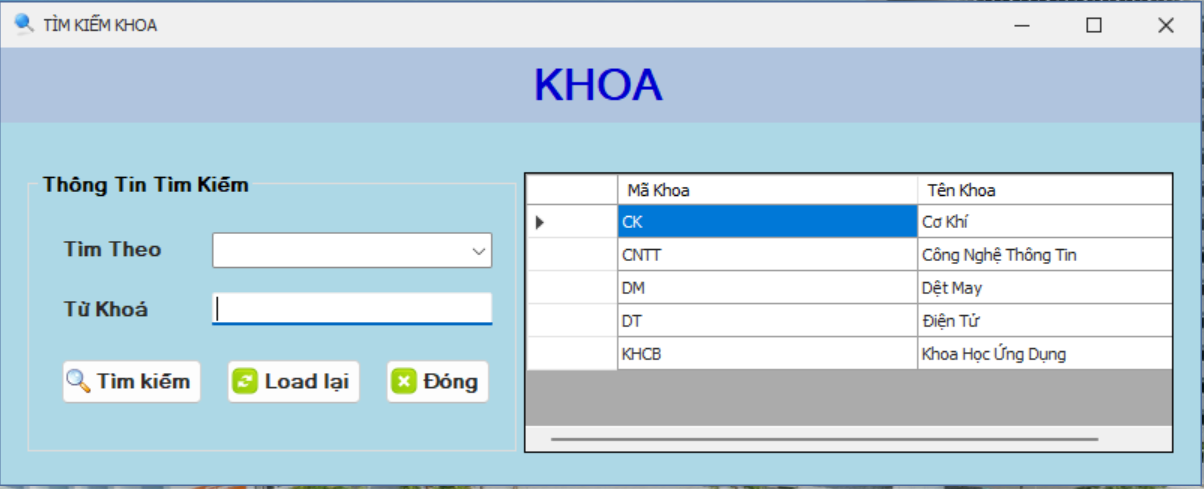 TÌM KIẾM KHOA
KHOA
Thông Tin Tìm Kiếm
Tìm Theo
Từ Khoá
Tìm kiếm Load lại Đóng
Mã Khoa Tên Khoa
CK Cơ Khí
CNTT Công Nghệ Thông Tin
DM Dệt May
DT Điện Tử
KHCB Khoa Học Ứng Dụng